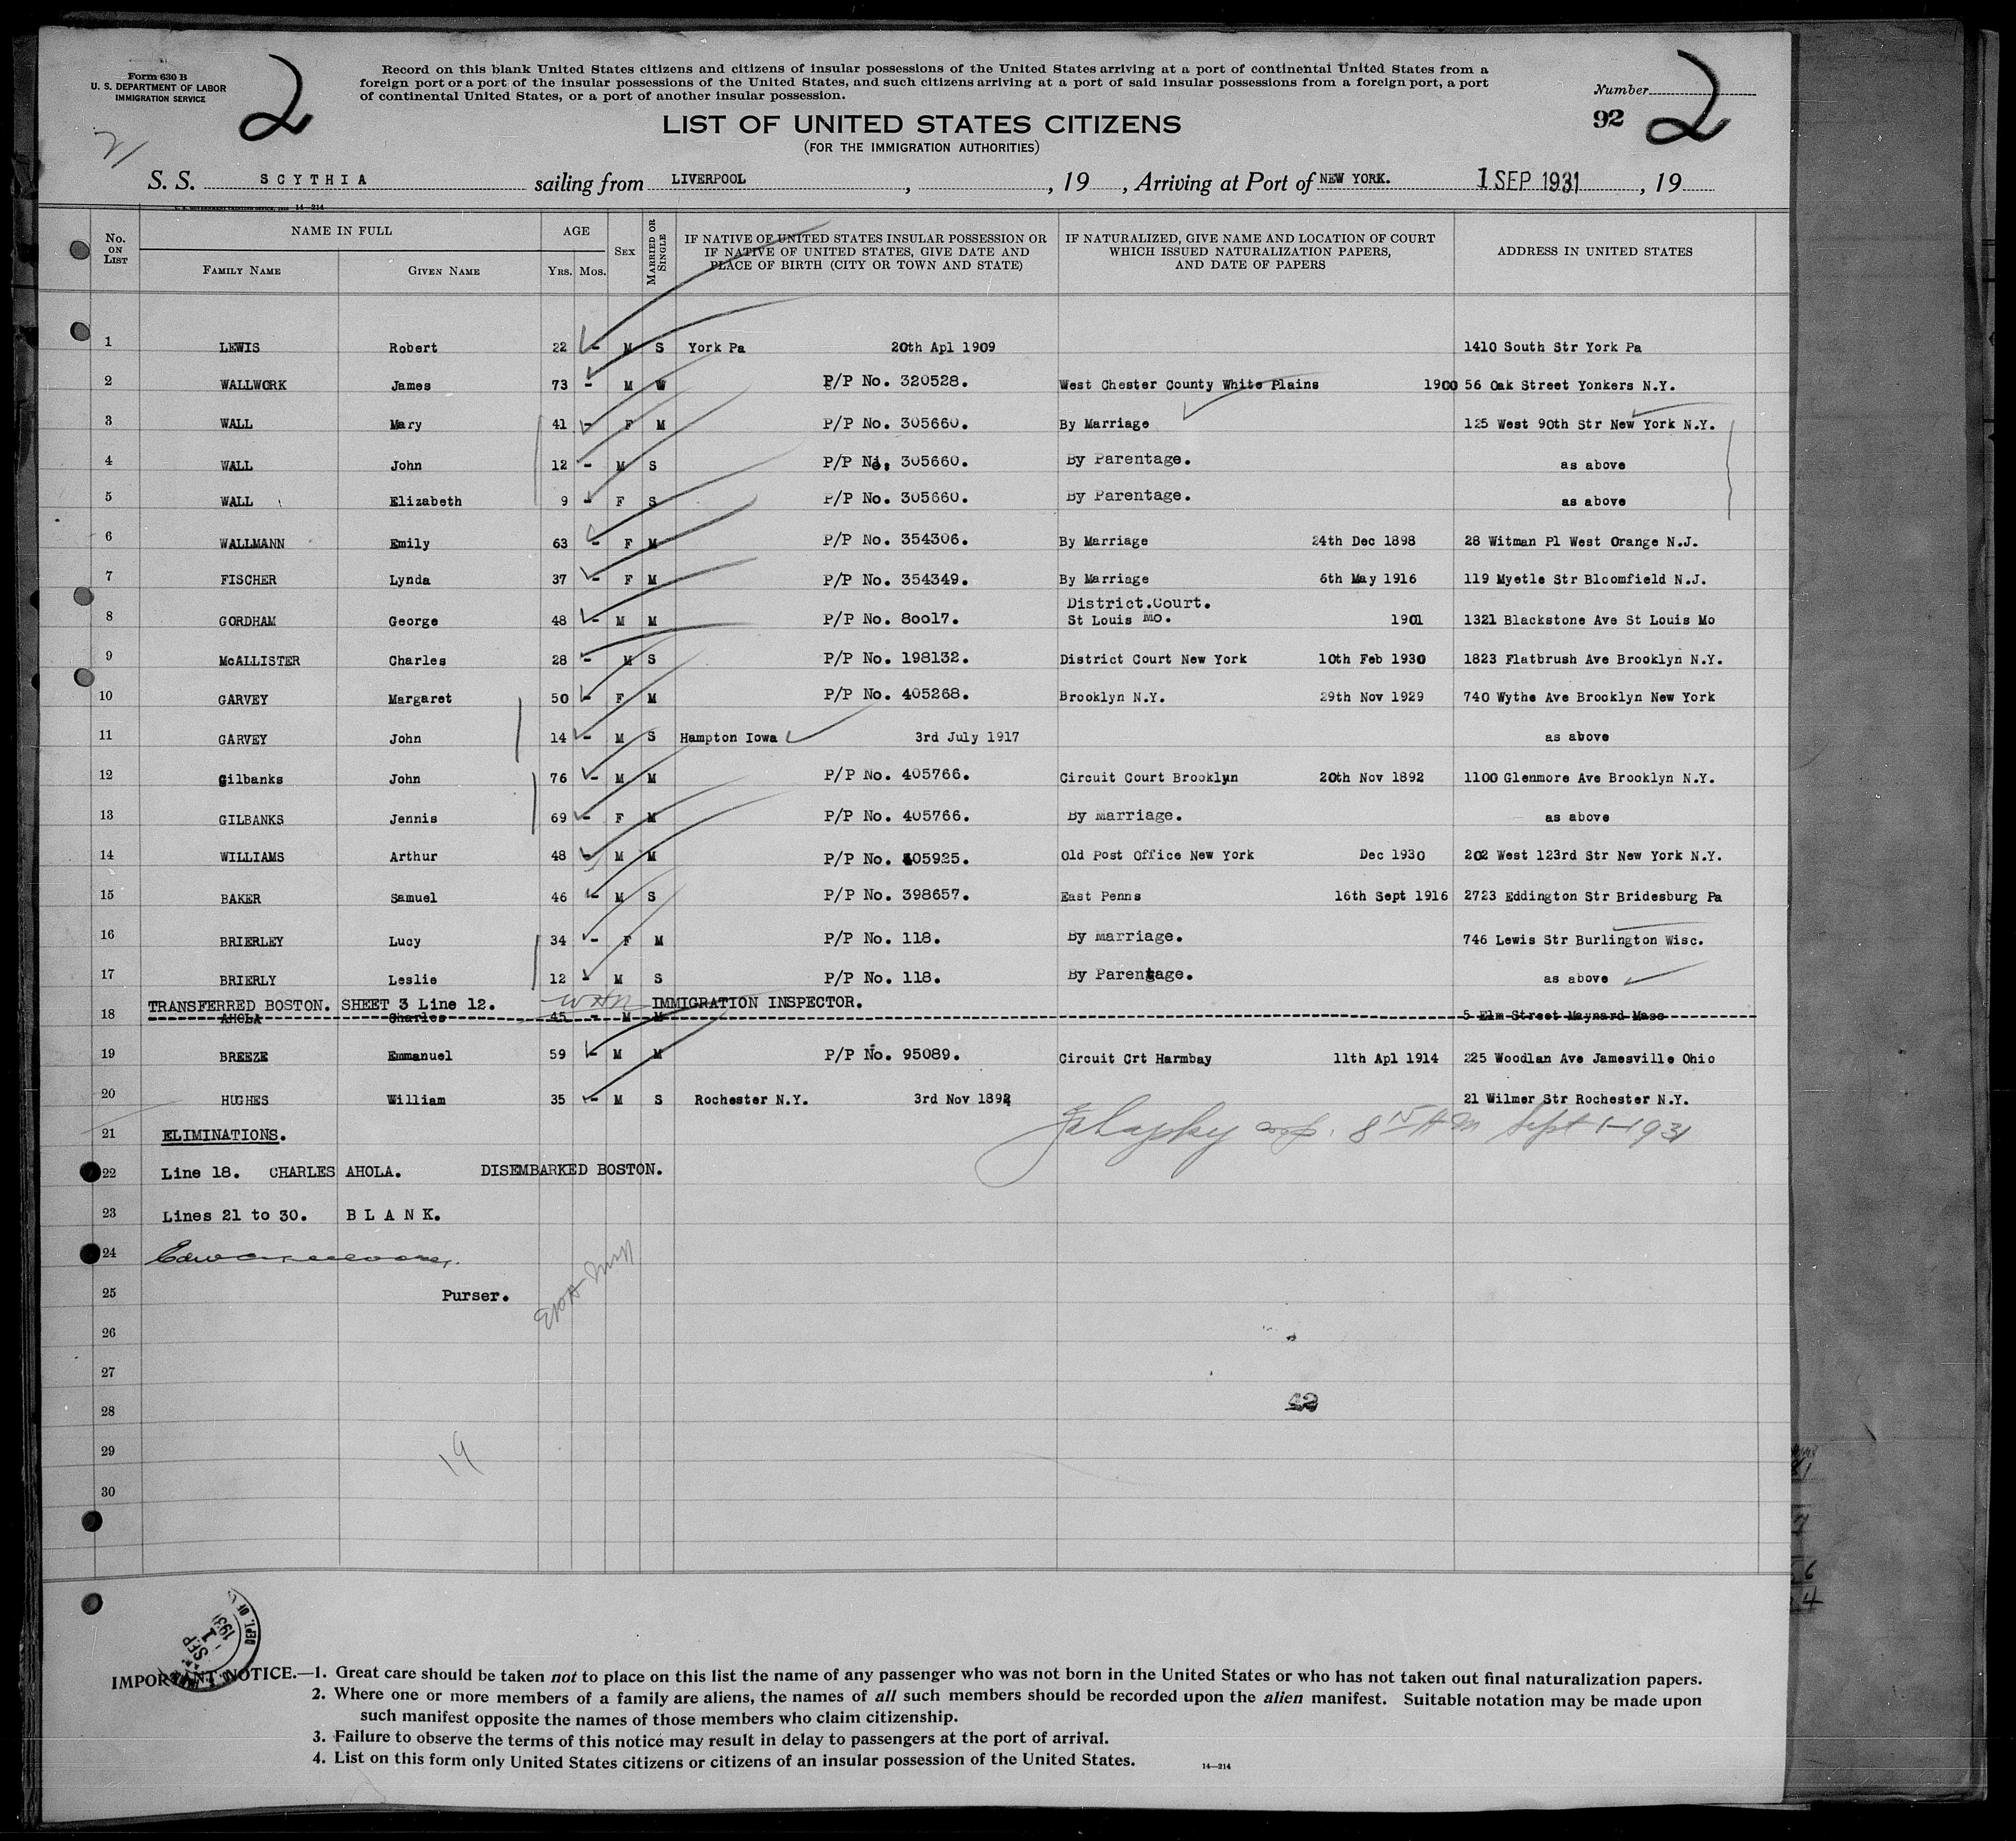 Form 630 B
U. S. DEPARTMENT OF LABOR
IMMIGRATION SERVICE
2
Record on this blank United States citizens and citizens of insular possessions of the United States arriving at a port of continental United States from a
foreign port or a port of the insular possessions of the United States, and such citizens arriving at a port of said insular possessions from a foreign port, a port
of continental United States, or a port of another insular possession.
Number
92 2
LIST OF UNITED STATES CITIZENS
(FOR THE IMMIGRATION AUTHORITIES)
S. S. SCYTHIA sailing from LIVERPOOL , , 19 , Arriving at Port of NEW YORK. 1 SEP 1931 , 19
14-214
No. ON LIST NAME IN FULL AGE SEX MARRIED OR SINGLE IF NATIVE OF UNITED STATES INSULAR POSSESSION OR IF NATIVE OF UNITED STATES, GIVE DATE AND PLACE OF BIRTH (CITY OR TOWN AND STATE) IF NATURALIZED, GIVE NAME AND LOCATION OF COURT WHICH ISSUED NATURALIZATION PAPERS, AND DATE OF PAPERS ADDRESS IN UNITED STATES
FAMILY NAME GIVEN NAME YRS. MOS.
1 LEWIS Robert 22 - M S York Pa 20th Apl 1909 1410 South Str York Pa
2 WALLWORK James 73 - M W P/P No. 320528. West Chester County White Plains 1900 56 Oak Street Yonkers N.Y.
3 WALL Mary 41 - F M P/P No. 305660. By Marriage 125 West 90th Str New York N.Y.
4 WALL John 12 - M S P/P No. 305660. By Parentage. as above
5 WALL Elizabeth 9 - F S P/P No. 305660. By Parentage. as above
6 WALLMANN Emily 63 - F M P/P No. 354306. By Marriage 24th Dec 1898 28 Witman Pl West Orange N.J.
7 FISCHER Lynda 37 - F M P/P No. 354349. By Marriage 6th May 1916 119 Myetle Str Bloomfield N.J.
District.Court.
8 GORDHAM George 48 - M M P/P No. 80017. St Louis Mo. 1901 1321 Blackstone Ave St Louis Mo
9 McALLISTER Charles 28 - M S P/P No. 198132. District Court New York 10th Feb 1930 1823 Flatbrush Ave Brooklyn N.Y.
10 GARVEY Margaret 50 - F M P/P No. 405268. Brooklyn N.Y. 29th Nov 1929 740 Wythe Ave Brooklyn New York
11 GARVEY John 14 - M S Hampton Iowa 3rd July 1917 as above
12 Gilbanks John 76 - M M P/P No. 405766. Circuit Court Brooklyn 20th Nov 1892 1100 Glenmore Ave Brooklyn N.Y.
13 GILBANKS Jennis 69 - F M P/P No. 405766. By Marriage. as above
14 WILLIAMS Arthur 48 - M M P/P No. 405925. Old Post Office New York Dec 1930 202 West 123rd Str New York N.Y.
15 BAKER Samuel 46 - M S P/P No. 398657. East Penns 16th Sept 1916 2723 Eddington Str Bridesburg Pa
16 BRIERLEY Lucy 34 - F M P/P No. 118. By Marriage. 746 Lewis Str Burlington Wisc.
17 BRIERLY Leslie 12 - M S P/P No. 118. By Parentage. as above
TRANSFERRED BOSTON. SHEET 3 Line 12. IMMIGRATION INSPECTOR.
18 AHOLA Charles 45 - M M 5 Elm Street Maynard Mass
19 BREEZE Emmanuel 59 - M M P/P No. 95089. Circuit Crt Harmbay 11th Apl 1914 225 Woodlan Ave Jamesville Ohio
20 HUGHES William 35 - M S Rochester N.Y. 3rd Nov 1892 21 Wilmer Str Rochester N.Y.
21 ELIMINATIONS. 8 15 AM Sept 1-1931
22 Line 18. CHARLES AHOLA. DISEMBARKED BOSTON.
23 Lines 21 to 30. BLANK.
24
25 Purser.
26
27
28 42
29 19
30
DEPT. OF
SEP 1 - 1931
IMPORTANT NOTICE.—1. Great care should be taken not to place on this list the name of any passenger who was not born in the United States or who has not taken out final naturalization papers.
2. Where one or more members of a family are aliens, the names of all such members should be recorded upon the alien manifest. Suitable notation may be made upon
such manifest opposite the names of those members who claim citizenship.
3. Failure to observe the terms of this notice may result in delay to passengers at the port of arrival.
4. List on this form only United States citizens or citizens of an insular possession of the United States.
14—214